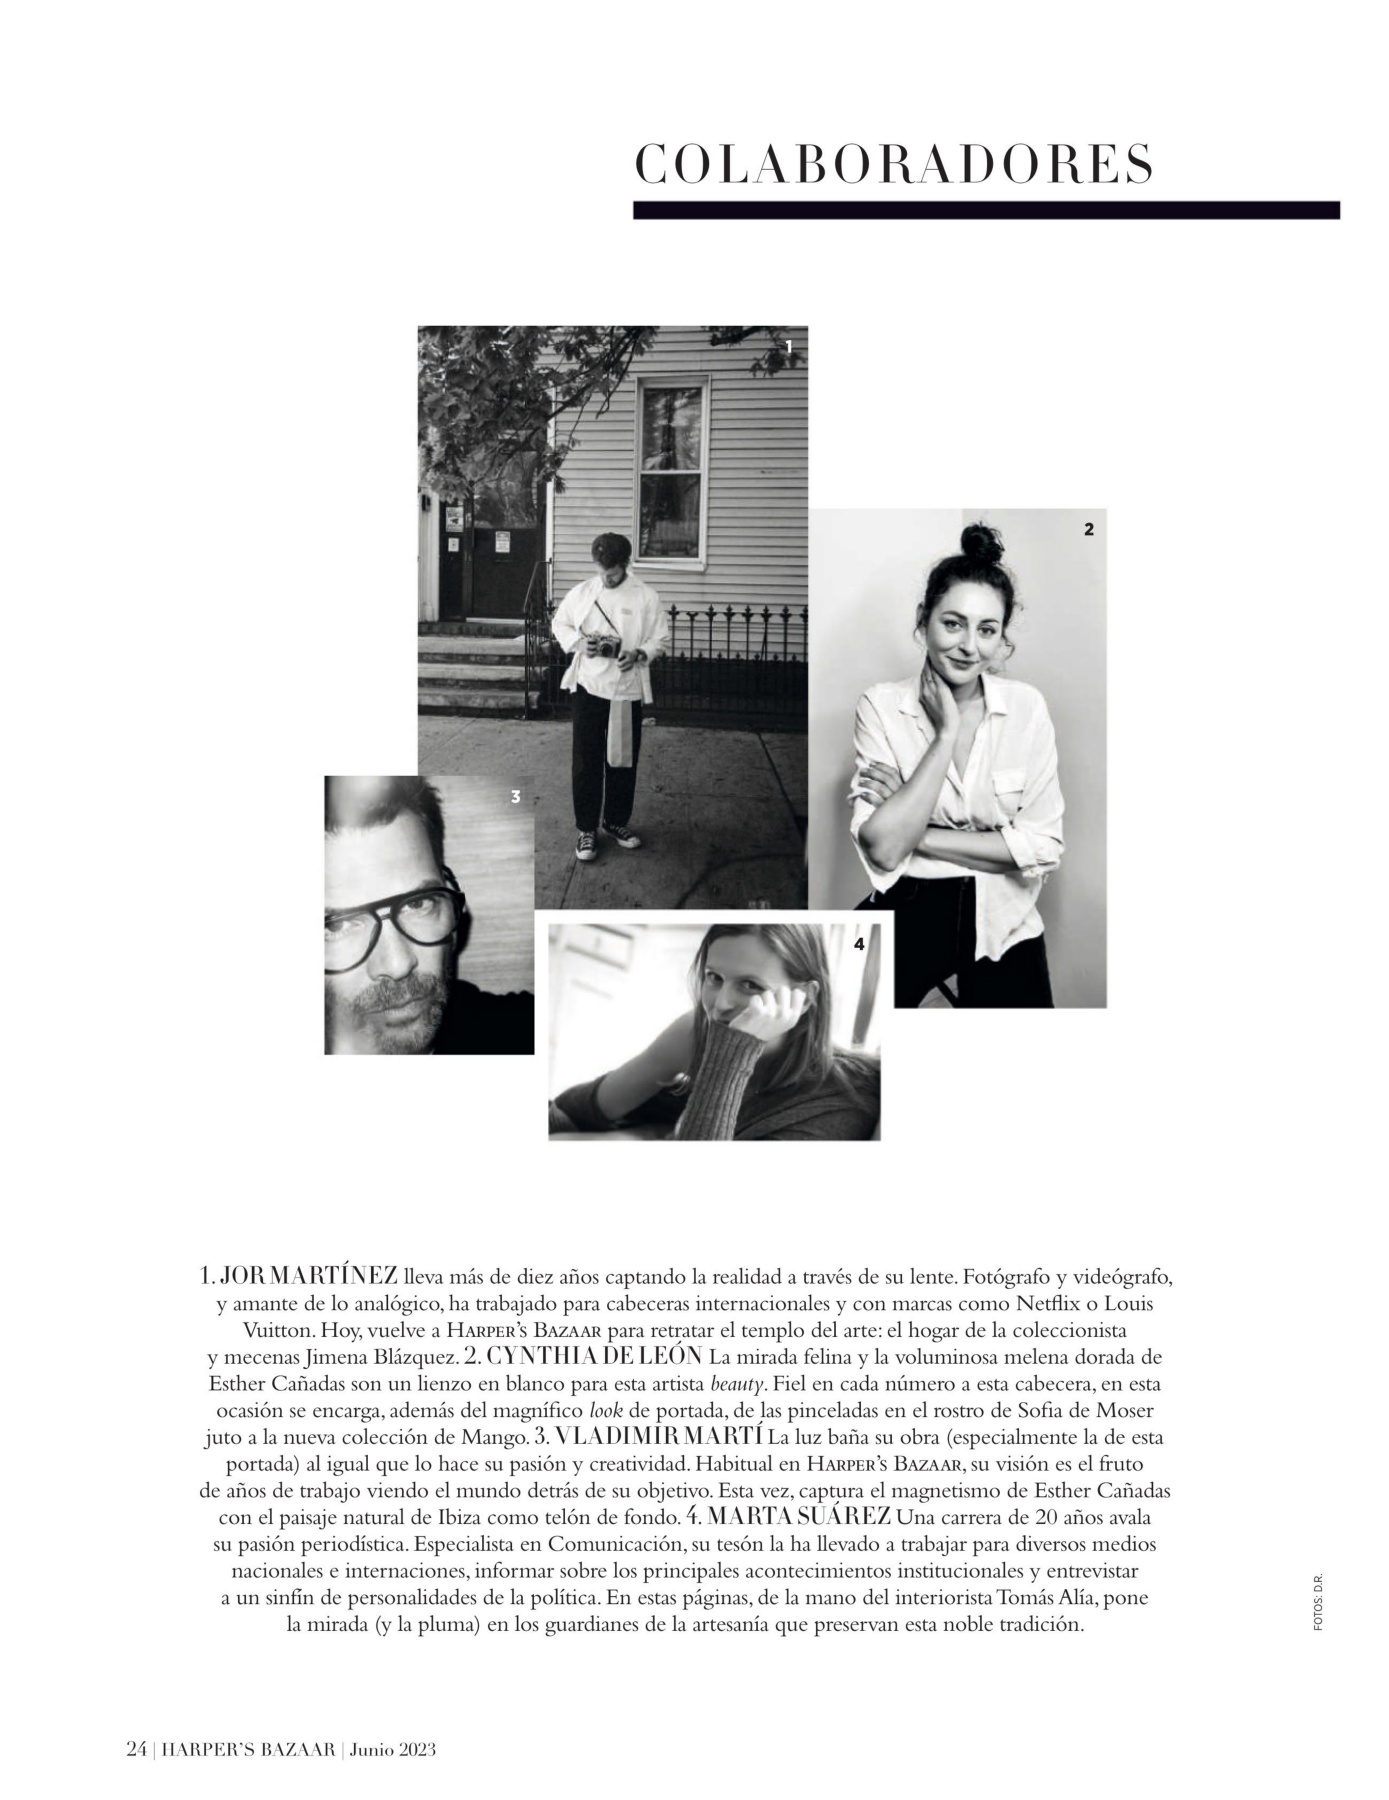 COLABORADORES
1
2
3
4
1. JOR MARTÍNEZ lleva más de diez años captando la realidad a través de su lente. Fotógrafo y videógrafo,
y amante de lo analógico, ha trabajado para cabeceras internacionales y con marcas como Netflix o Louis
Vuitton. Hoy, vuelve a HARPER'S BAZAAR para retratar el templo del arte: el hogar de la coleccionista
y mecenas Jimena Blázquez. 2. CYNTHIA DE LEÓN La mirada felina y la voluminosa melena dorada de
Esther Cañadas son un lienzo en blanco para esta artista beauty. Fiel en cada número a esta cabecera, en esta
ocasión se encarga, además del magnífico look de portada, de las pinceladas en el rostro de Sofia de Moser
juto a la nueva colección de Mango. 3. VLADIMIR MARTÍ La luz baña su obra (especialmente la de esta
portada) al igual que lo hace su pasión y creatividad. Habitual en HARPER'S BAZAAR, su visión es el fruto
de años de trabajo viendo el mundo detrás de su objetivo. Esta vez, captura el magnetismo de Esther Cañadas
con el paisaje natural de Ibiza como telón de fondo. 4. MARTA SUÁREZ Una carrera de 20 años avala
su pasión periodística. Especialista en Comunicación, su tesón la ha llevado a trabajar para diversos medios
nacionales e internaciones, informar sobre los principales acontecimientos institucionales y entrevistar
a un sinfín de personalidades de la política. En estas páginas, de la mano del interiorista Tomás Alía, pone
la mirada (y la pluma) en los guardianes de la artesanía que preservan esta noble tradición.
FOTOS: D.R.
24 | HARPER'S BAZAAR | Junio 2023